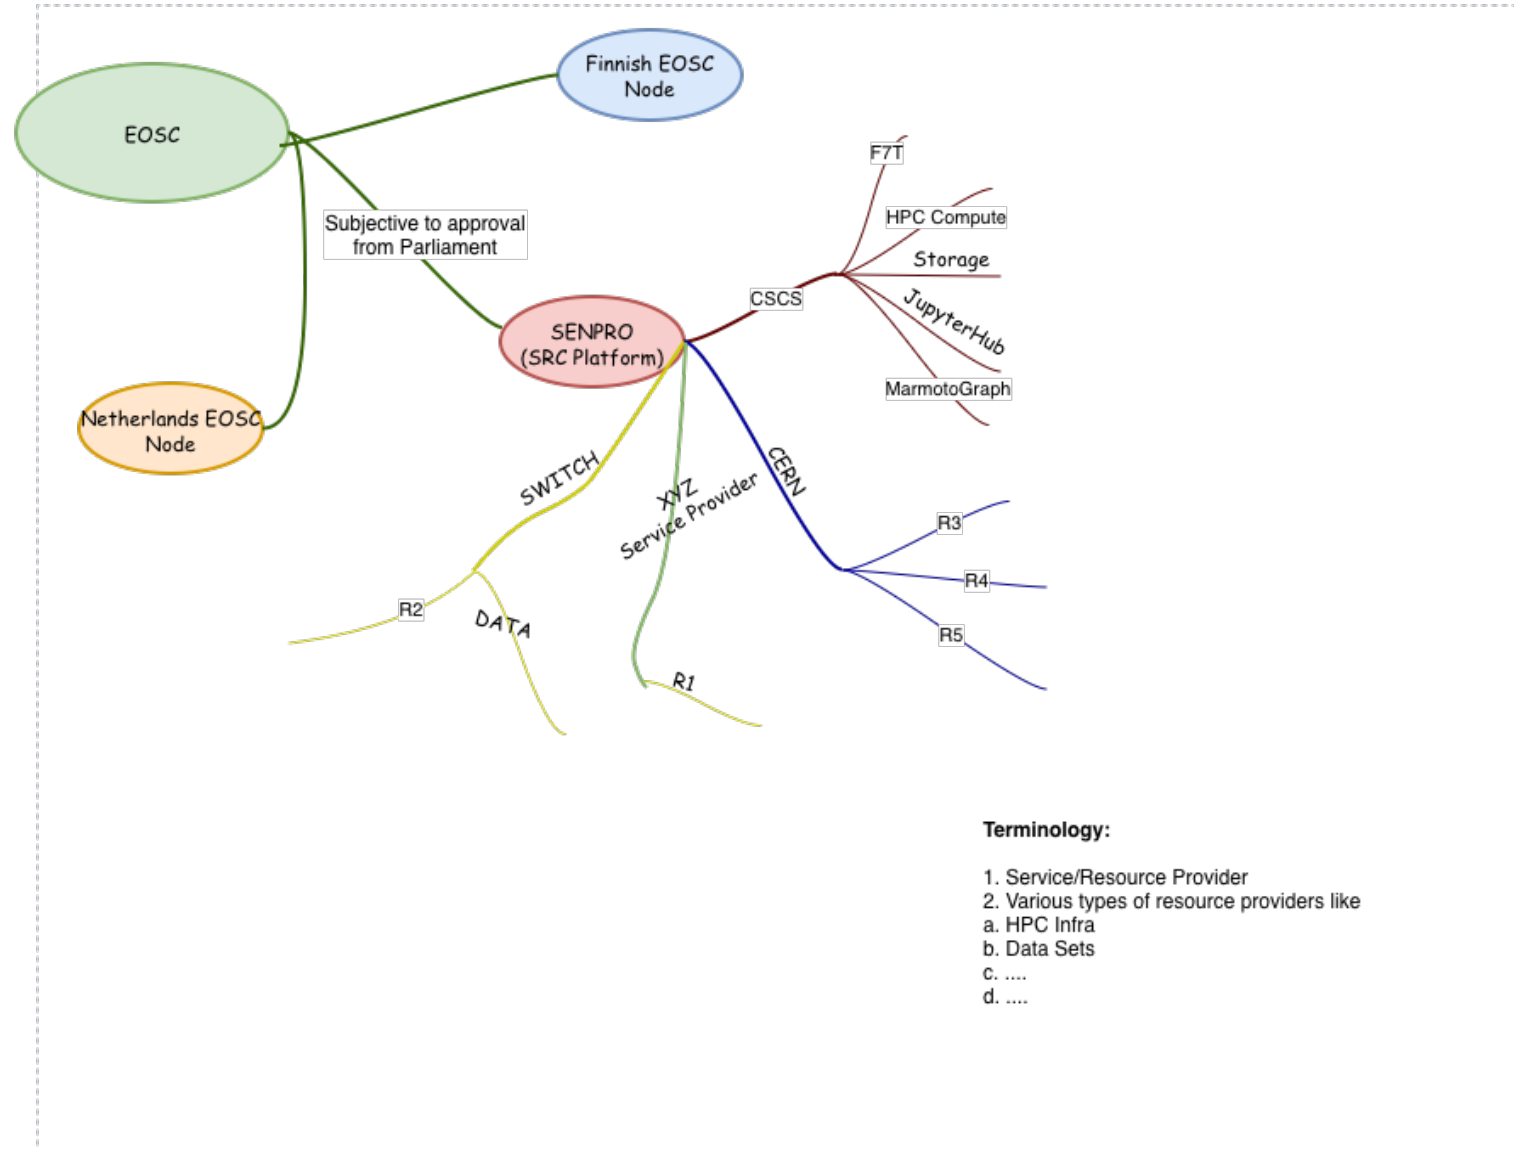 Finnish EOSC
Node
EOSC
F7T
HPC Compute
Subjective to approval
from Parliament
Storage
CSCS
JupyterHub
SENPRO
(SRC Platform)
MarmotoGraph
Netherlands EOSC
Node
SWITCH
CERN
XYZ
Service Provider
R3
R4
R2
DATA
R5
R1
Terminology:
1. Service/Resource Provider
2. Various types of resource providers like
a. HPC Infra
b. Data Sets
c. ....
d. ....